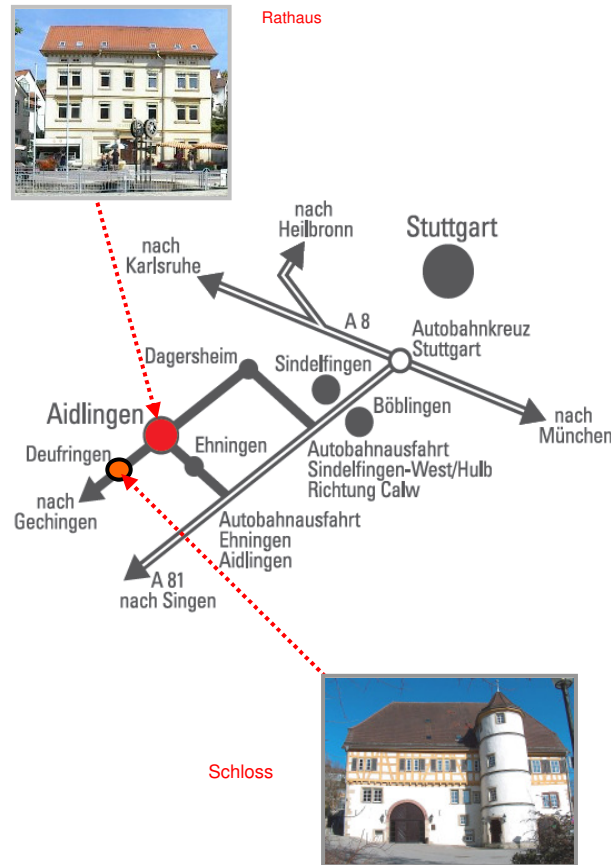 Rathaus
nach
Heilbronn
Stuttgart
nach
Karlsruhe
A 8
Autobahnkreuz
Stuttgart
Dagersheim
Sindelfingen
Aidlingen
Böblingen
nach
München
Deufringen
Ehningen
Autobahnausfahrt
Sindelfingen-West/Hulb
Richtung Calw
nach
Gechingen
Autobahnausfahrt
Ehningen
Aidlingen
A 81
nach Singen
Schloss